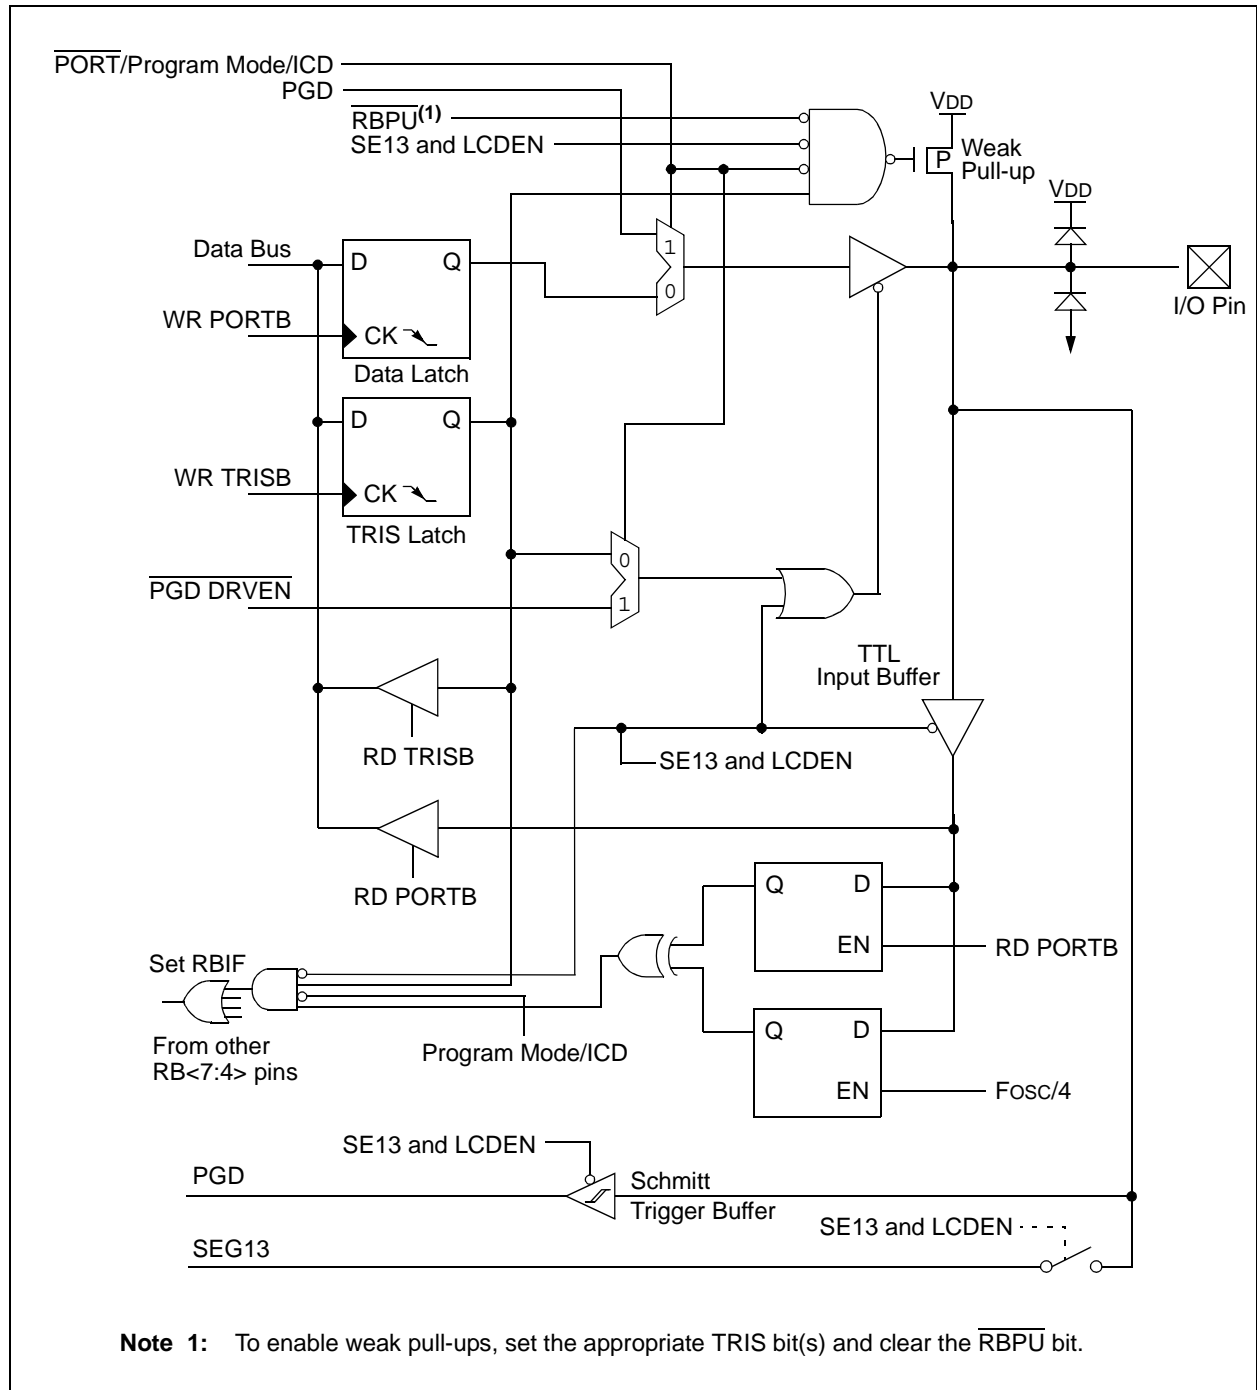 PORT/Program Mode/ICD
PGD
RBPU(1)
SE13 and LCDEN
VDD
P
Weak
Pull-up
VDD
Data Bus
D
Q
1
0
I/O Pin
WR PORTB
CK
Data Latch
D
Q
WR TRISB
CK
TRIS Latch
0
1
PGD DRVEN
TTL
Input Buffer
RD TRISB
SE13 and LCDEN
RD PORTB
Q
D
EN
RD PORTB
Set RBIF
From other
RB<7:4> pins
Program Mode/ICD
Q
D
EN
FOSC/4
SE13 and LCDEN
PGD
Schmitt
Trigger Buffer
SE13 and LCDEN
SEG13
Note 1: To enable weak pull-ups, set the appropriate TRIS bit(s) and clear the RBPU bit.